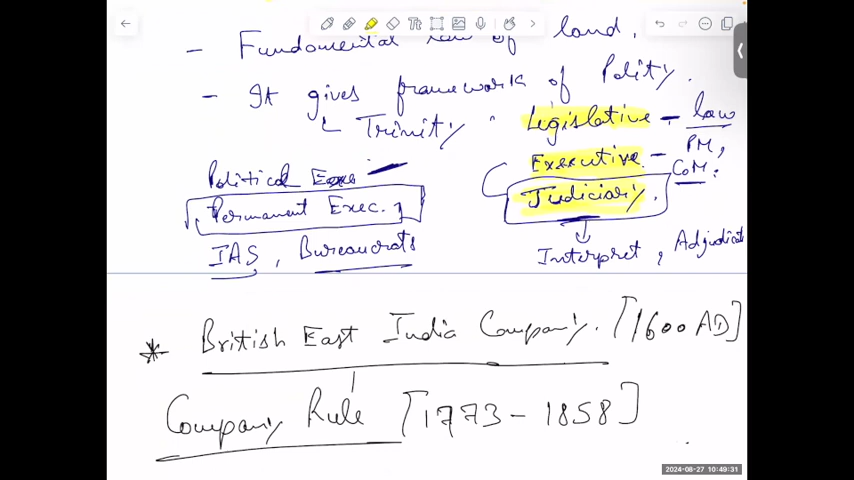 - Fundamental law of land.
- It gives framework of Polity.
Trinity : Legislative - law
Executive - PM, CoM.
Judiciary.
Interpret, Adjudicate
Political Exe
Permanent Exec.
IAS, Bureaucrats
* British East India Company. [1600 AD]
Company Rule [1773-1858]
2024-08-27 10:49:31